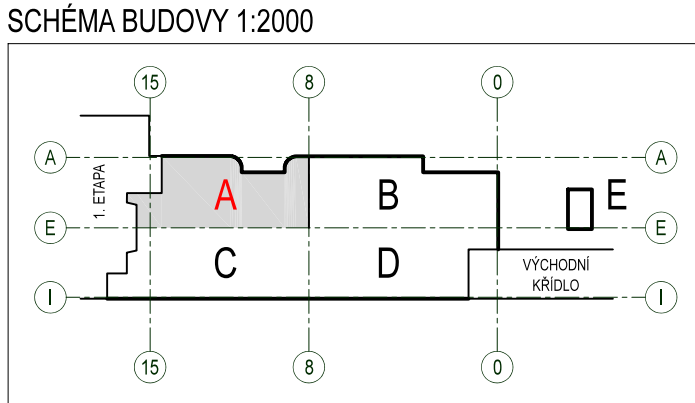 SCHÉMA BUDOVY 1:2000
15 8 0
A A
1. ETAPA
A B E
E E
C D
VÝCHODNÍ
KŘÍDLO
I I
15 8 0